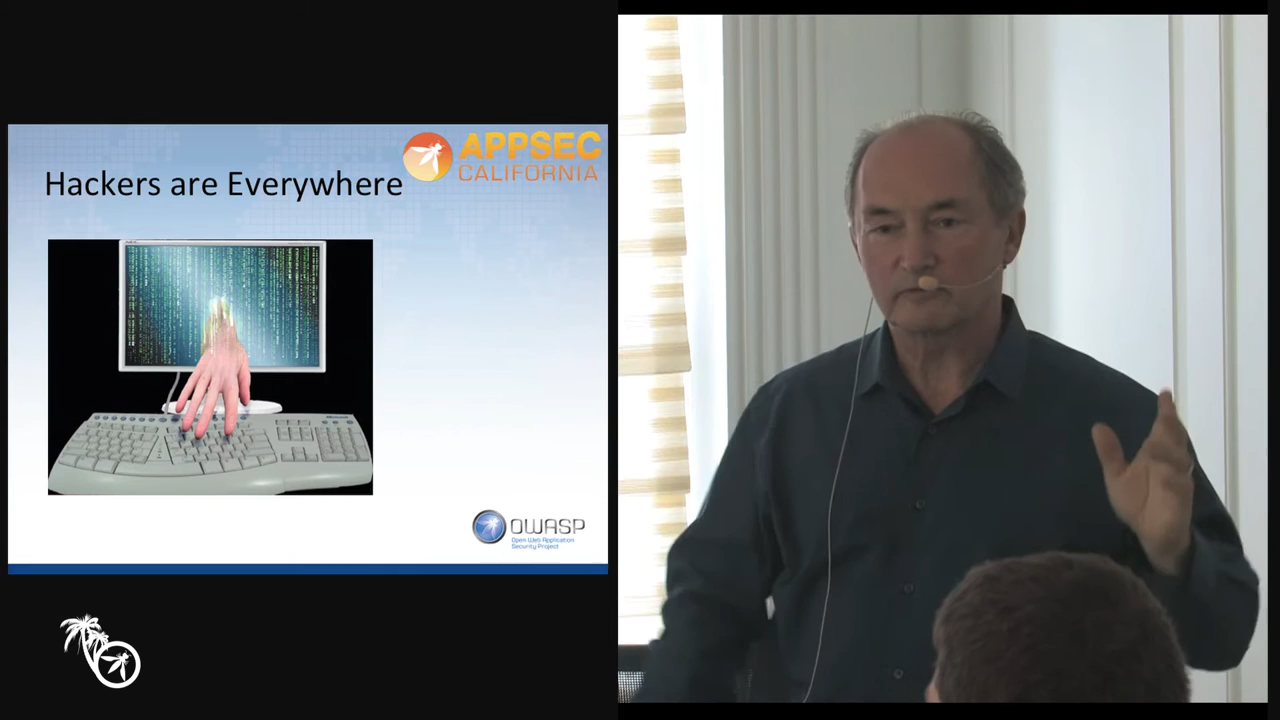 APPSEC
CALIFORNIA
Hackers are Everywhere
OWASP
Open Web Application
Security Project